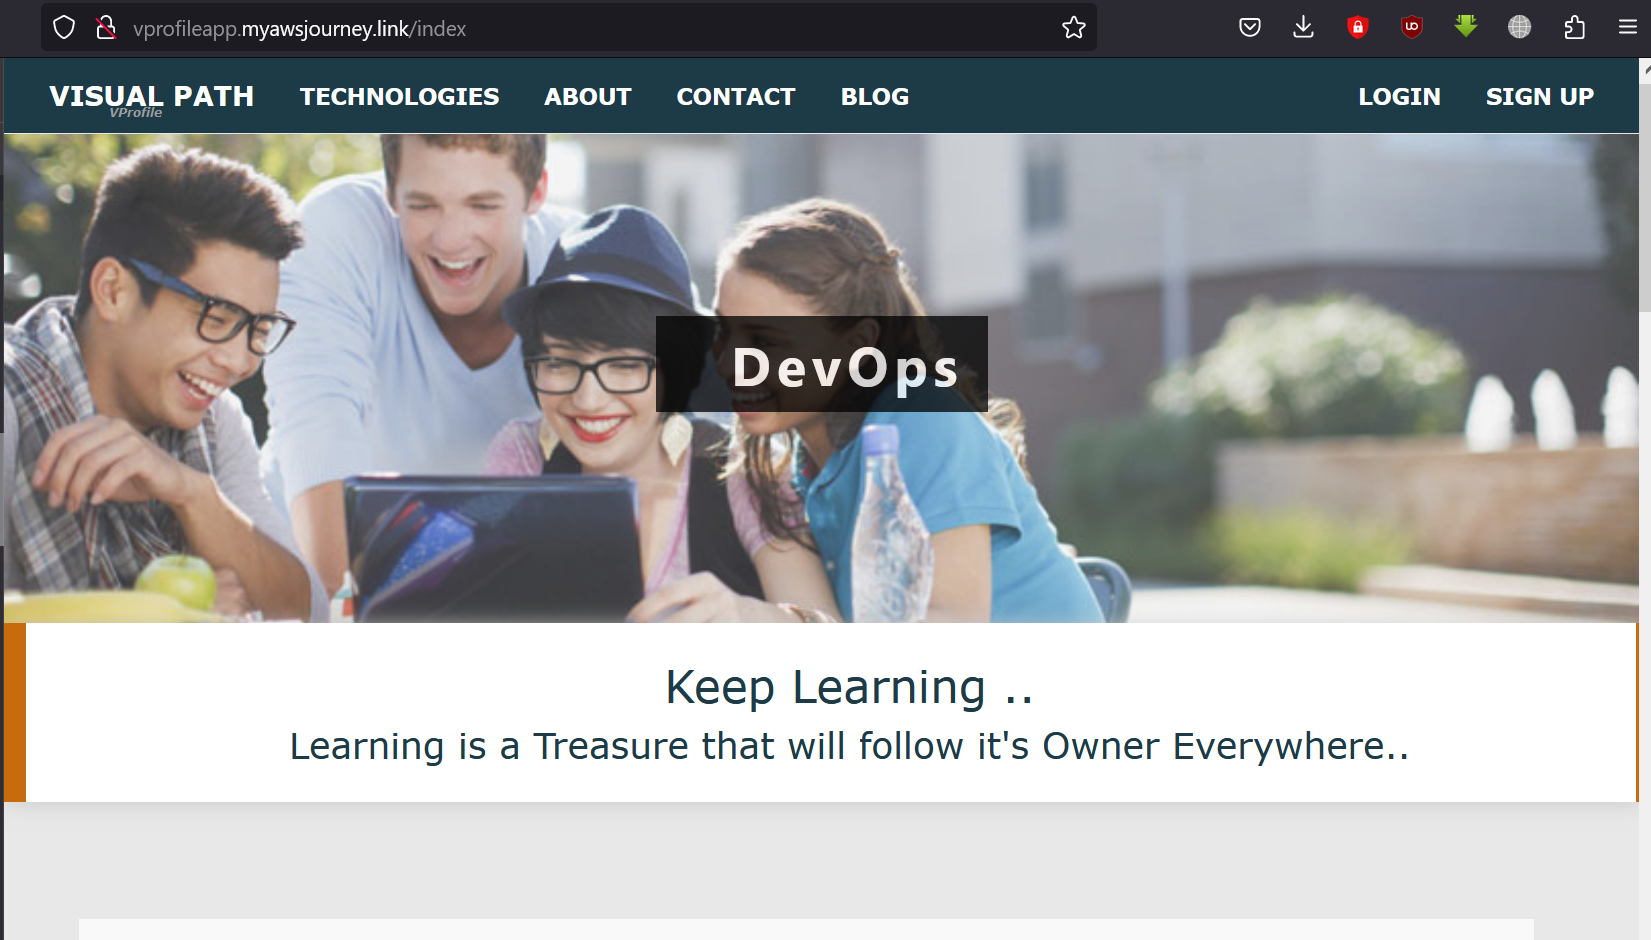 vprofileapp.myawsjourney.link/index
VISUAL PATH TECHNOLOGIES ABOUT CONTACT BLOG LOGIN SIGN UP
VProfile
DevOps
Keep Learning ..
Learning is a Treasure that will follow it's Owner Everywhere..